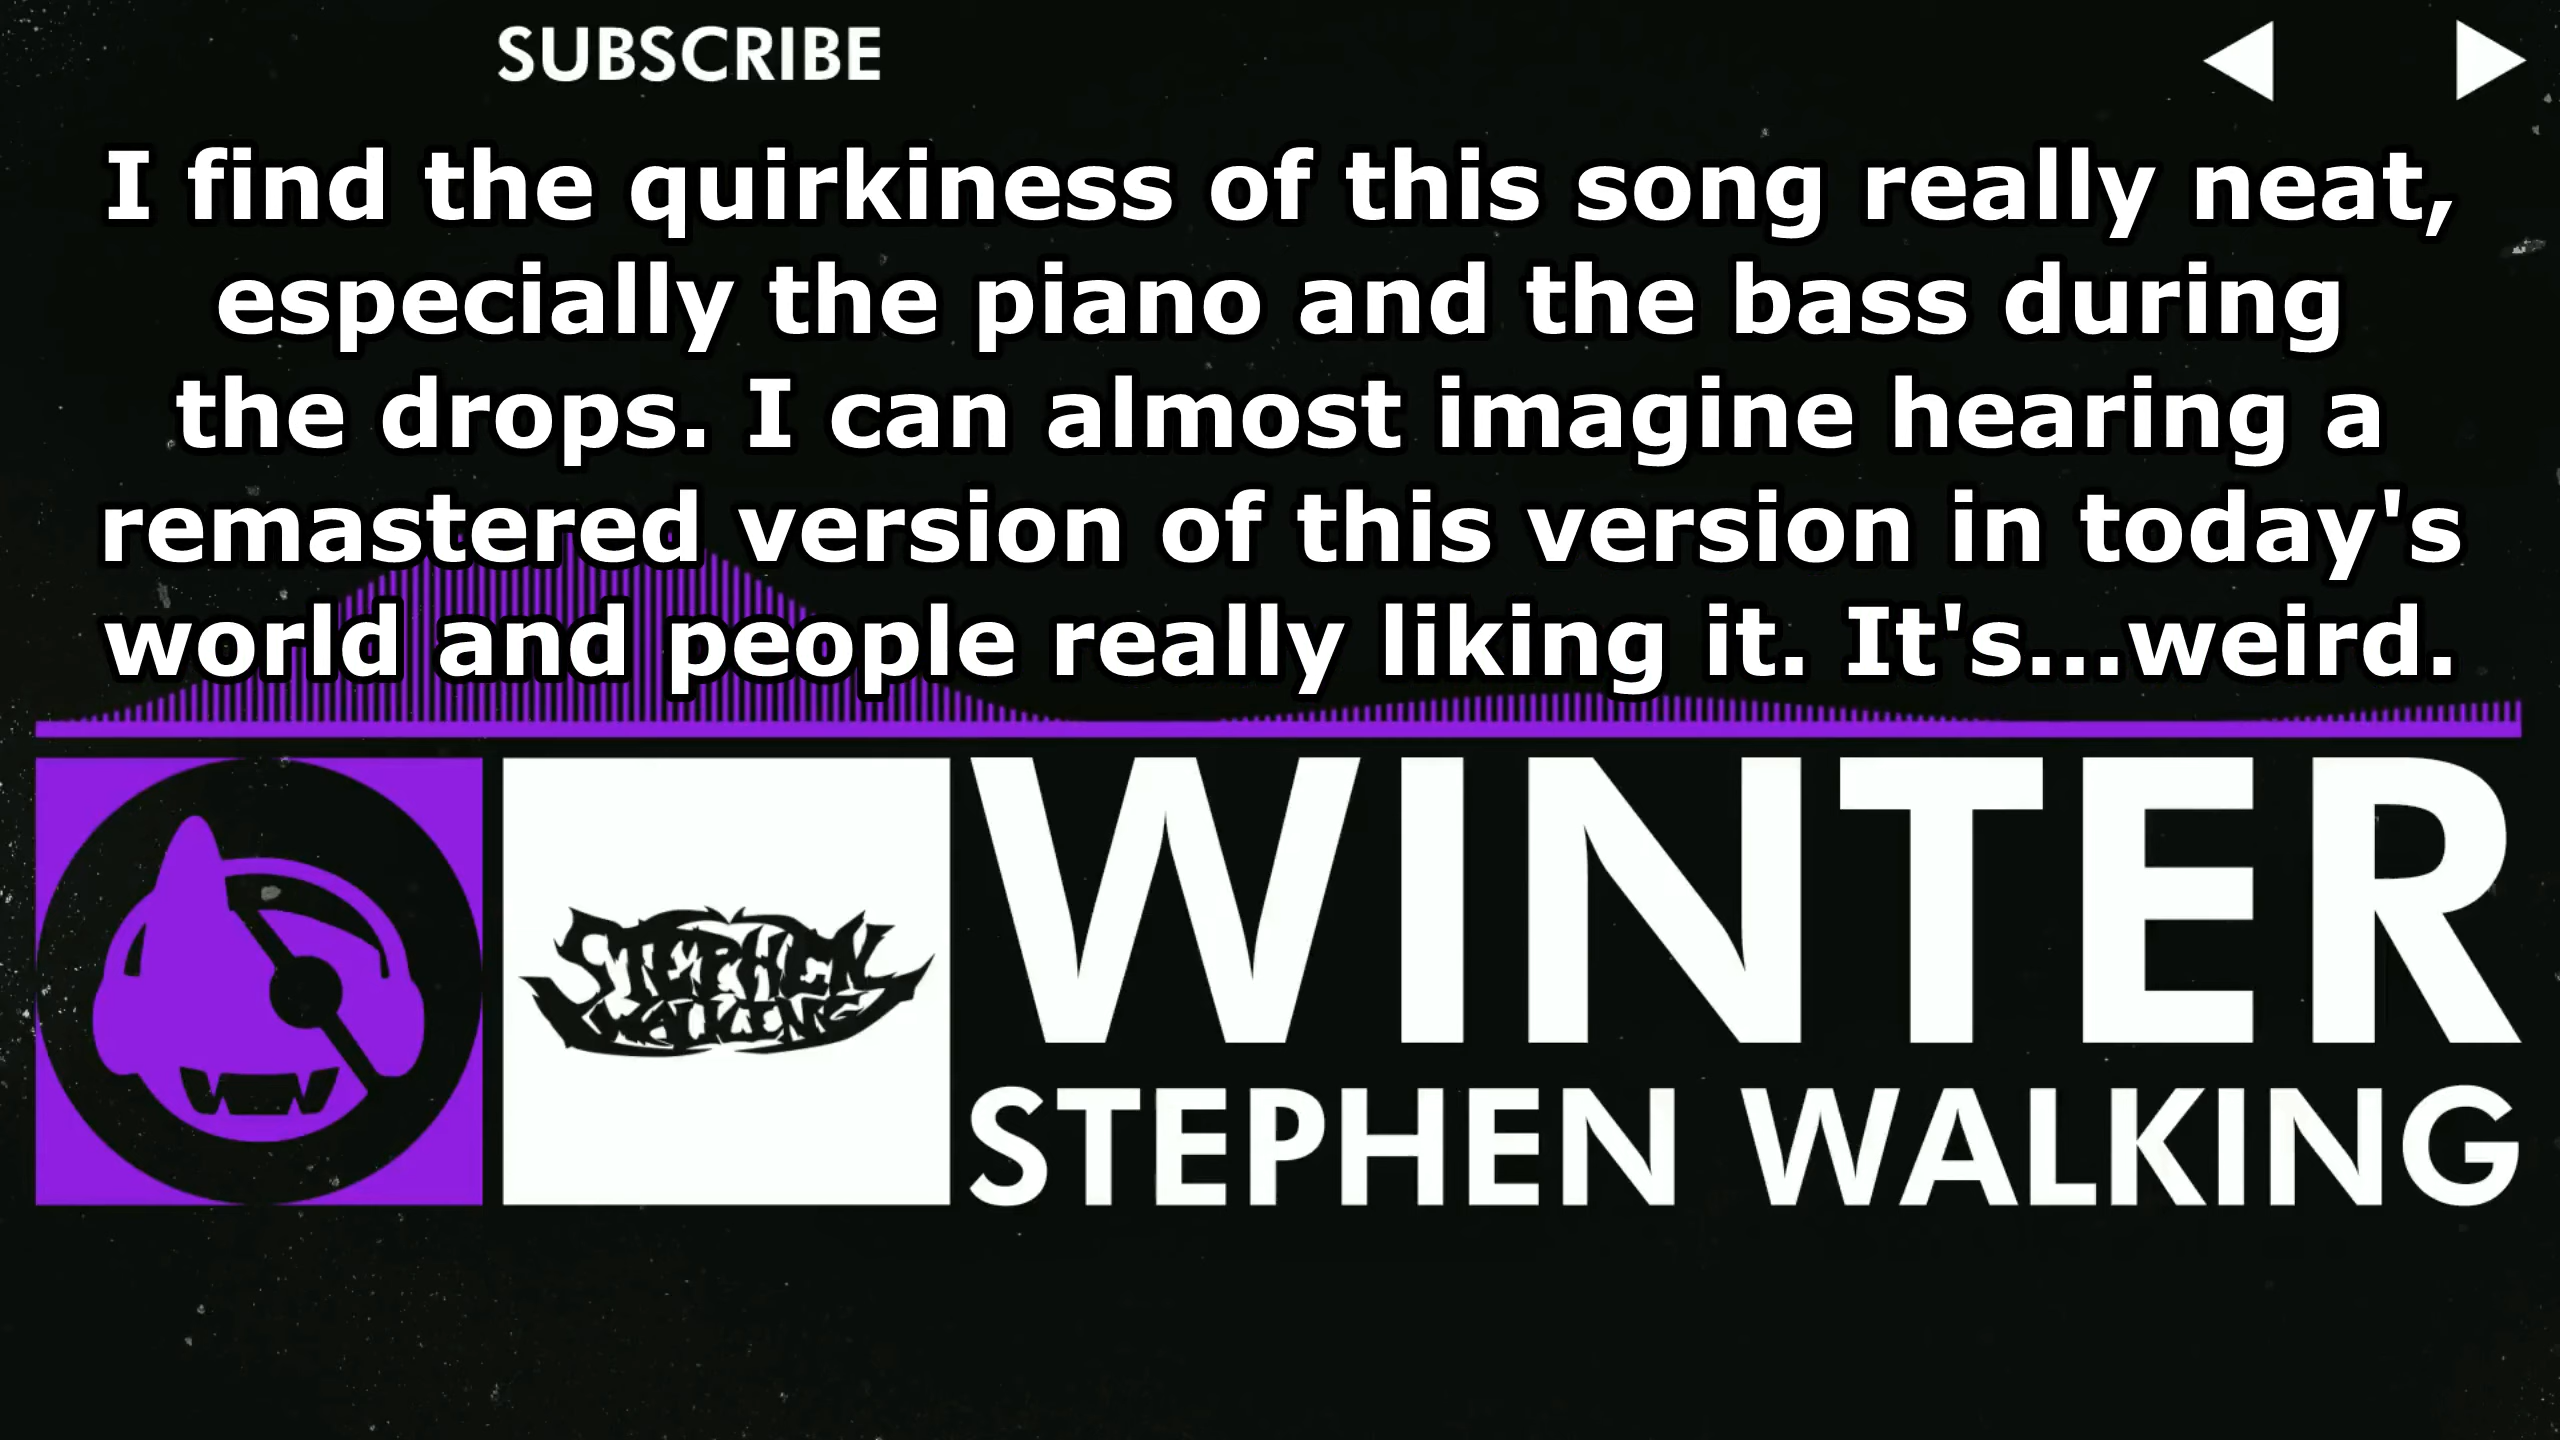 SUBSCRIBE
I find the quirkiness of this song really neat,
especially the piano and the bass during
the drops. I can almost imagine hearing a
remastered version of this version in today's
world and people really liking it. It's...weird.
STEPHEN
WALKING
WINTER
STEPHEN WALKING